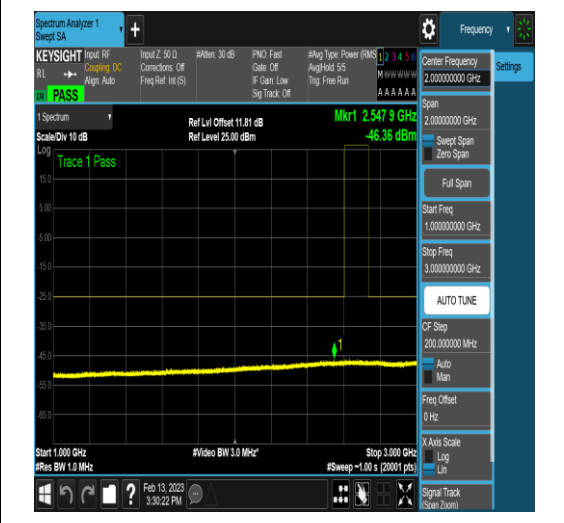 Spectrum Analyzer 1
Swept SA
Frequency
KEYSIGHT
RL
PASS
Input: RF
Coupling: DC
Align: Auto
Input Z: 50 Ω
Corrections: Off
Freq Ref: Int (S)
#Atten: 30 dB
PNO: Fast
Gate: Off
IF Gain: Low
Sig Track: Off
#Avg Type: Power (RMS
Avg|Hold: 5/5
Trig: Free Run
1 2 3 4 5 6
M W W W W W
A A A A A A
1 Spectrum
Scale/Div 10 dB
Ref Lvl Offset 11.81 dB
Ref Level 25.00 dBm
Mkr1 2.547 9 GHz
-46.36 dBm
Log
Trace 1 Pass
15.0
5.00
-5.00
-15.0
-25.0
-35.0
-45.0
-55.0
-65.0
1
Start 1.000 GHz
#Res BW 1.0 MHz
#Video BW 3.0 MHz*
Stop 3.000 GHz
#Sweep ~1.00 s (20001 pts)
Feb 13, 2023
3:30:22 PM
?
Center Frequency
2.000000000 GHz
Span
2.00000000 GHz
Swept Span
Zero Span
Full Span
Start Freq
1.000000000 GHz
Stop Freq
3.000000000 GHz
AUTO TUNE
CF Step
200.000000 MHz
Auto
Man
Freq Offset
0 Hz
X Axis Scale
Log
Lin
Signal Track
(Span Zoom)
Settings